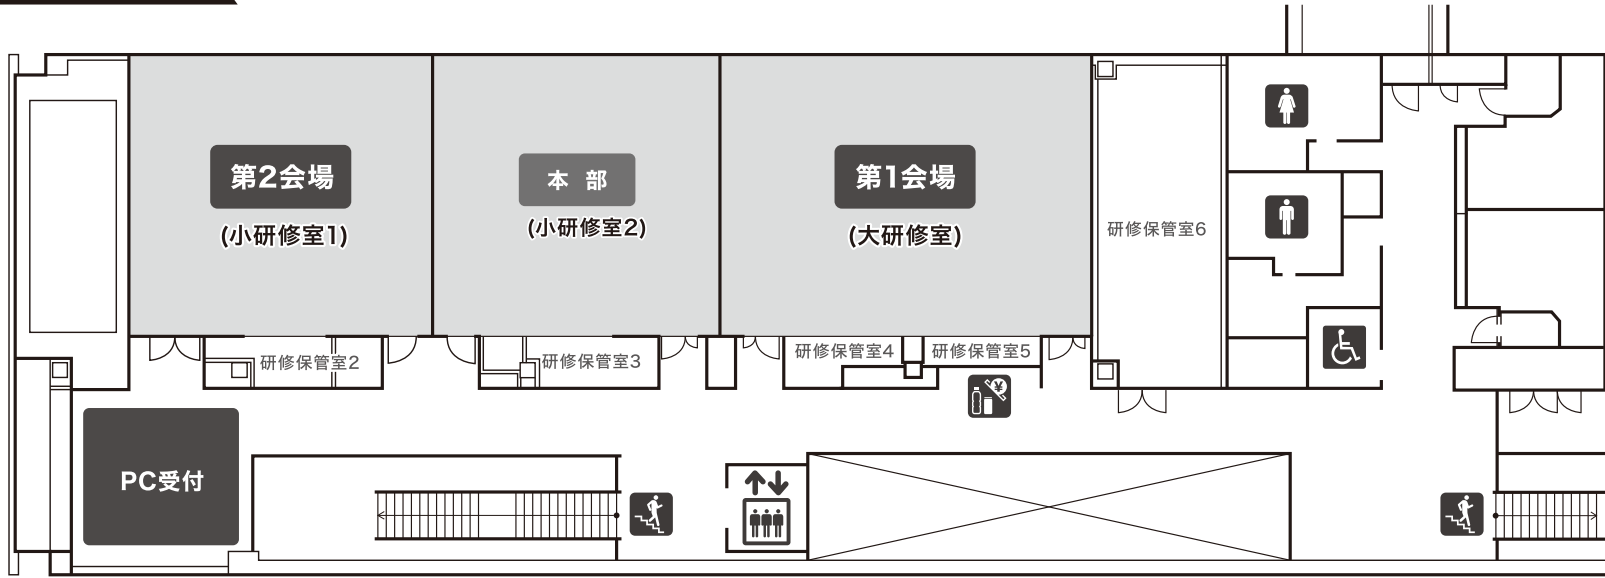 第2会場
(小研修室1)
本 部
(小研修室2)
第1会場
(大研修室)
研修保管室6
研修保管室2
研修保管室3
研修保管室4
研修保管室5
¥
PC受付